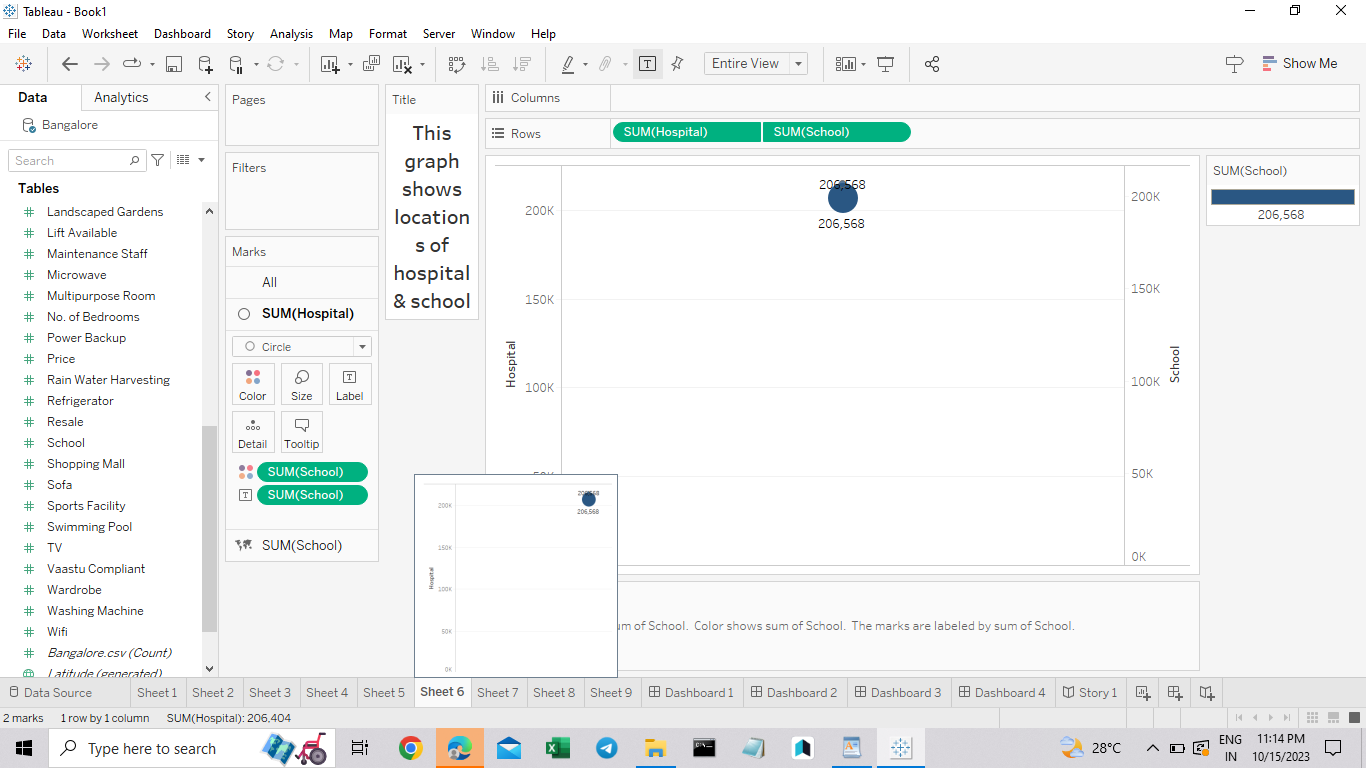 Tableau - Book1
File Data Worksheet Dashboard Story Analysis Map Format Server Window Help
Entire View
Show Me
Data Analytics
Bangalore
Search
Tables
Landscaped Gardens
Lift Available
Maintenance Staff
Microwave
Multipurpose Room
No. of Bedrooms
Power Backup
Price
Rain Water Harvesting
Refrigerator
Resale
School
Shopping Mall
Sofa
Sports Facility
Swimming Pool
TV
Vaastu Compliant
Wardrobe
Washing Machine
Wifi
Bangalore.csv (Count)
Latitude (generated)
Pages
Filters
Marks
All
SUM(Hospital)
Circle
Color Size Label
Detail Tooltip
SUM(School)
SUM(School)
SUM(School)
Title
This
graph
shows
location
s of
hospital
& school
Columns
Rows
SUM(Hospital) SUM(School)
206,568
206,568
200K
150K
100K
50K
Hospital
200K
150K
100K
50K
0K
School
SUM(School)
206,568
206,568
206,568
200K
150K
100K
50K
0K
Hospital
um of School. Color shows sum of School. The marks are labeled by sum of School.
Data Source Sheet 1 Sheet 2 Sheet 3 Sheet 4 Sheet 5 Sheet 6 Sheet 7 Sheet 8 Sheet 9 Dashboard 1 Dashboard 2 Dashboard 3 Dashboard 4 Story 1
2 marks 1 row by 1 column SUM(Hospital): 206,404
Type here to search
28°C
ENG
IN
11:14 PM
10/15/2023